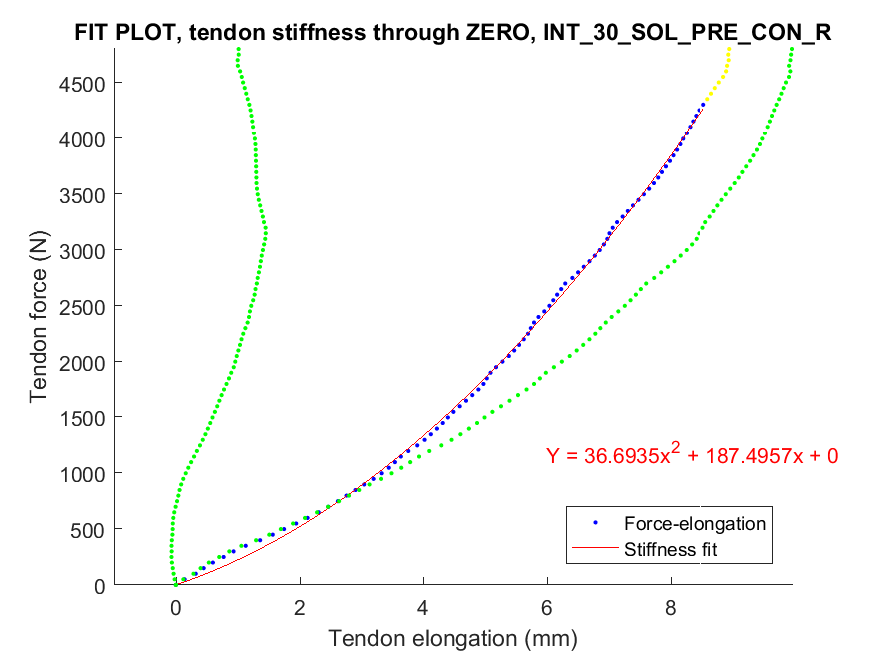 FIT PLOT, tendon stiffness through ZERO, INT_30_SOL_PRE_CON_R
4500
4000
3500
3000
2500
2000
1500
1000
500
0
Tendon force (N)
Y = 36.6935x² + 187.4957x + 0
Force-elongation
Stiffness fit
0 2 4 6 8
Tendon elongation (mm)